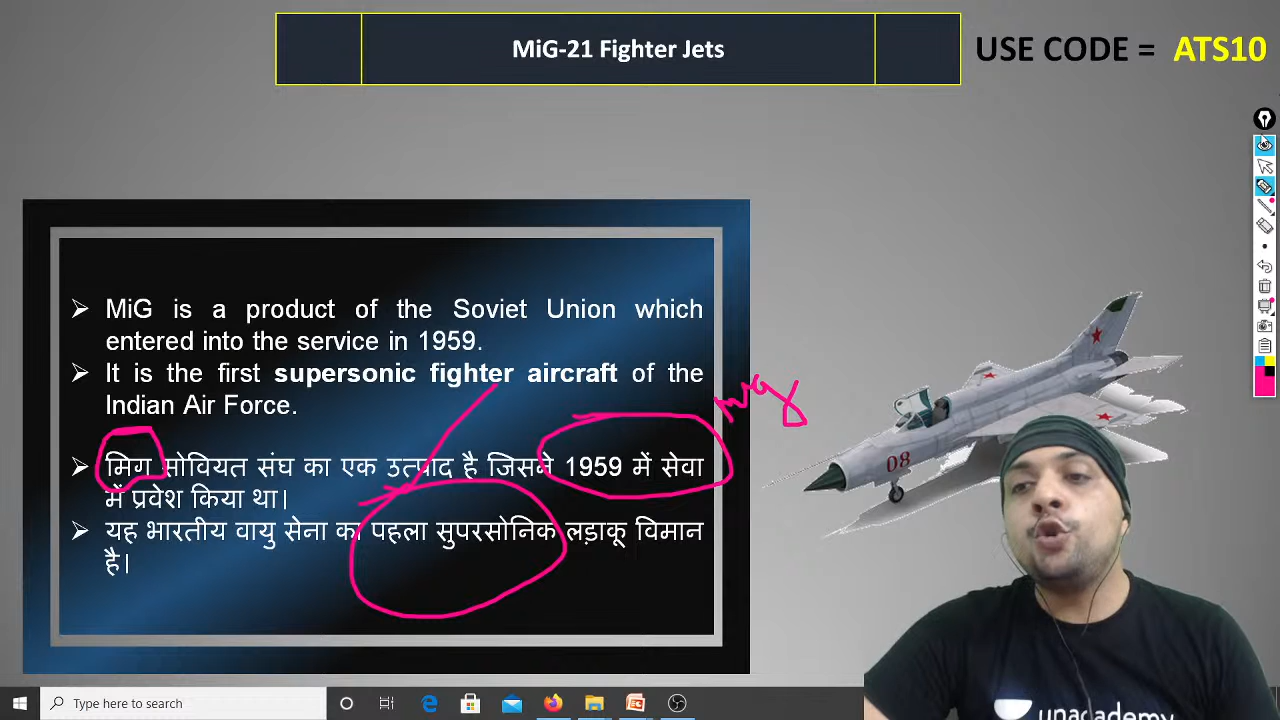 MiG-21 Fighter Jets
USE CODE = ATS10
MiG is a product of the Soviet Union which
entered into the service in 1959.
It is the first supersonic fighter aircraft of the
Indian Air Force.
मिग सोवियत संघ का एक उत्पाद है जिसने 1959 में सेवा
में प्रवेश किया था।
यह भारतीय वायु सेना का पहला सुपरसोनिक लड़ाकू विमान
है।
08
unacademy
Type here to search